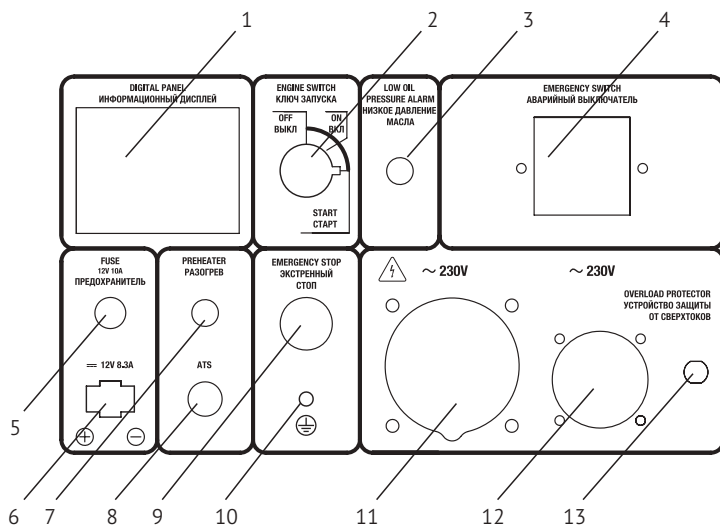 1
2
3
4
DIGITAL PANEL
ИНФОРМАЦИОННЫЙ ДИСПЛЕЙ
ENGINE SWITCH
КЛЮЧ ЗАПУСКА
OFF
ВЫКЛ
ON
ВКЛ
START
СТАРТ
LOW OIL
PRESSURE ALARM
НИЗКОЕ ДАВЛЕНИЕ
МАСЛА
EMERGENCY SWITCH
АВАРИЙНЫЙ ВЫКЛЮЧАТЕЛЬ
FUSE
12V 10A
ПРЕДОХРАНИТЕЛЬ
12V 8.3A
PREHEATER
РАЗОГРЕВ
ATS
EMERGENCY STOP
ЭКСТРЕННЫЙ
СТОП
~ 230V
~ 230V
OVERLOAD PROTECTOR
УСТРОЙСТВО ЗАЩИТЫ
ОТ СВЕРХТОКОВ
5
6
7
8
9
10
11
12
13